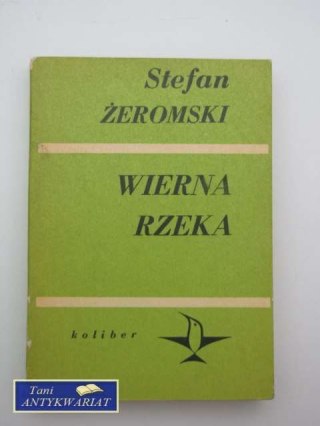 Stefan
ŻEROMSKI
WIERNA
RZEKA
koliber
Tani
ANTYKWARIAT